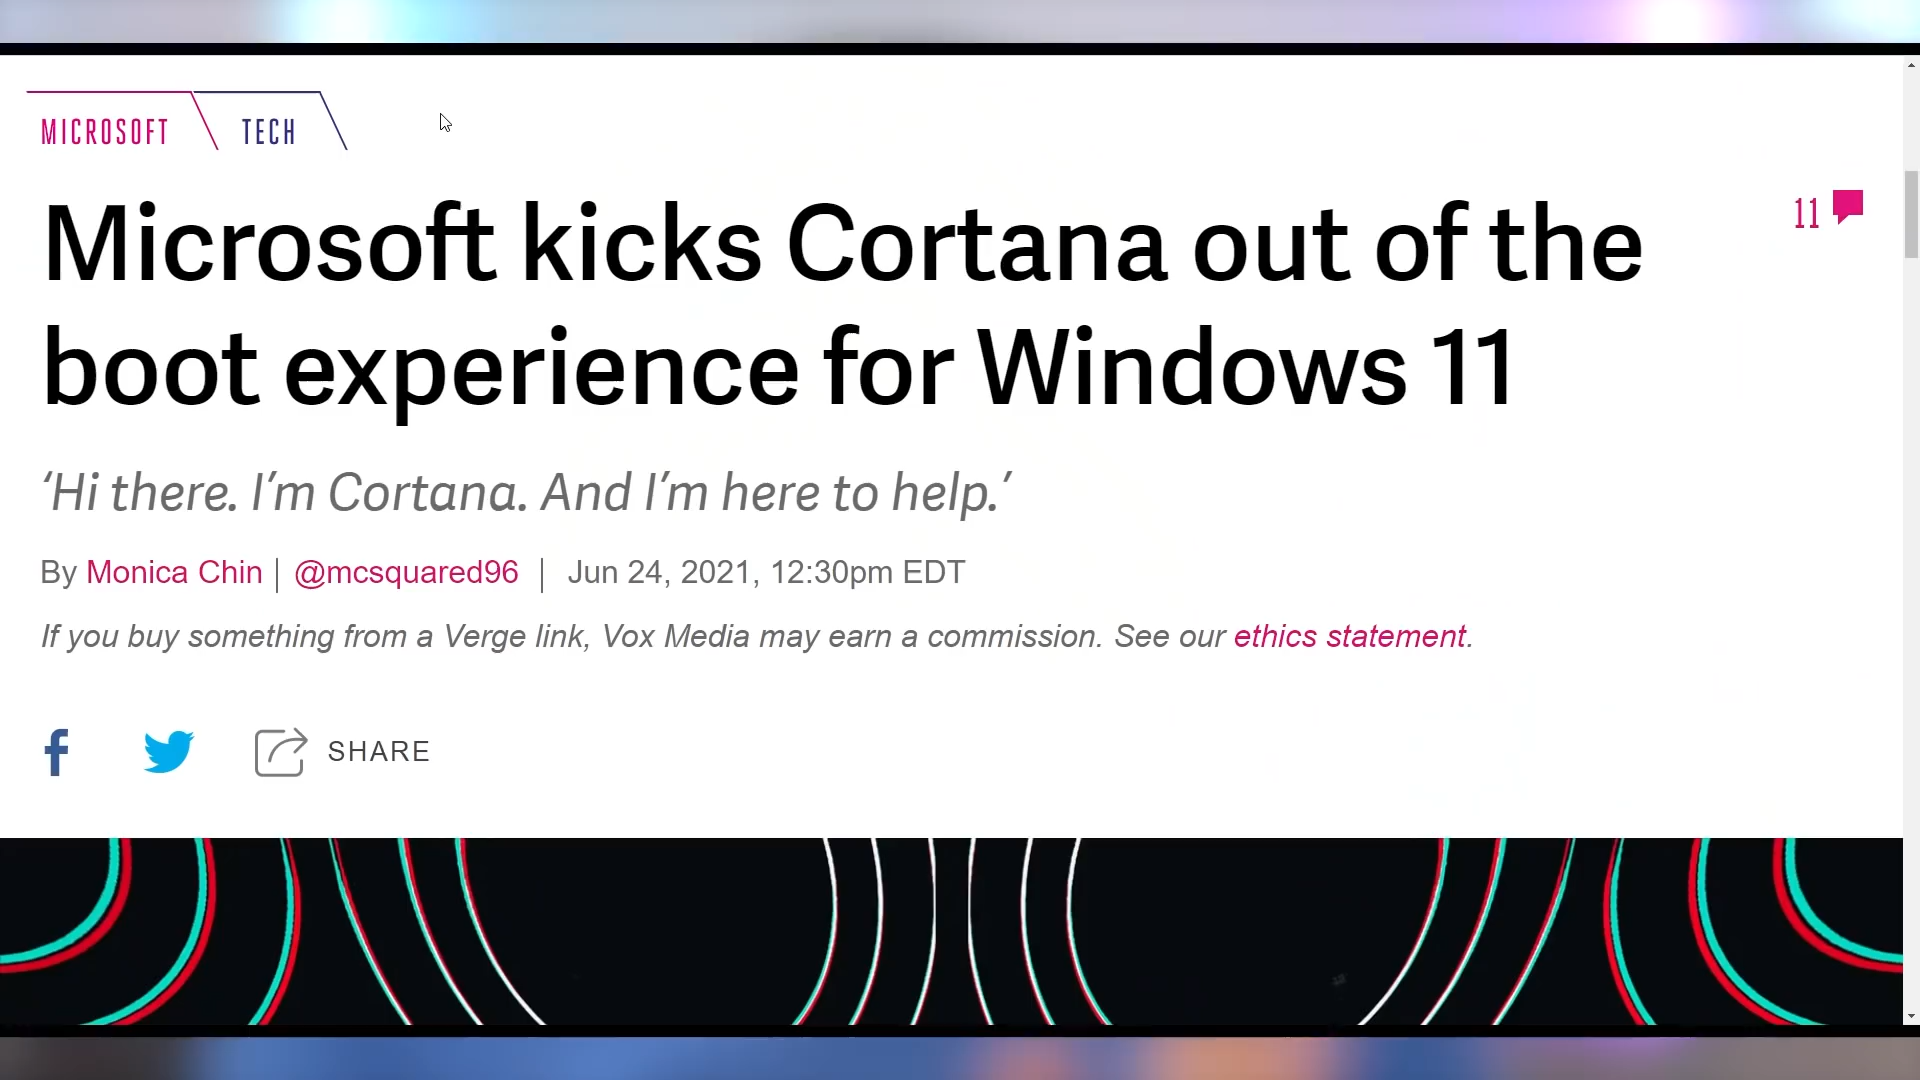 MICROSOFT TECH
Microsoft kicks Cortana out of the
11
boot experience for Windows 11
‘Hi there. I’m Cortana. And I’m here to help.’
By Monica Chin | @mcsquared96 | Jun 24, 2021, 12:30pm EDT
If you buy something from a Verge link, Vox Media may earn a commission. See our ethics statement.
SHARE